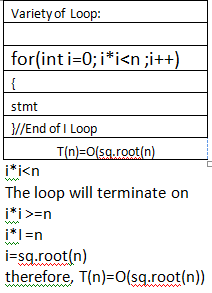 Variety of Loop:
for(int i=0; i*i<n ;i++)
{
stmt
}//End of I Loop
T(n)=O(sq.root(n)
i*i<n
The loop will terminate on
i*i >=n
i*I =n
i=sq.root(n)
therefore, T(n)=O(sq.root(n))